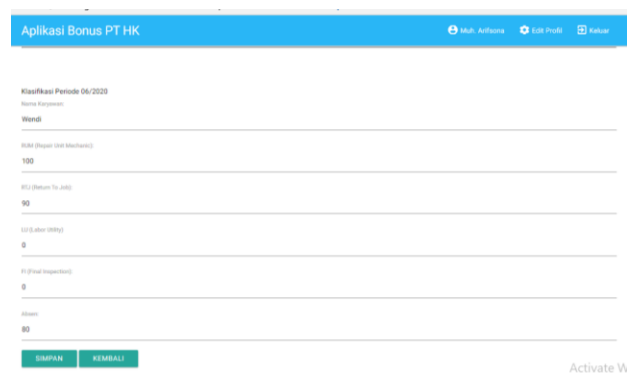 Aplikasi Bonus PT HK
Muh. Arifsona Edit Profil Keluar
Klasifikasi Periode 06/2020
Nama Karyawan:
Wendi
RUM (Repair Unit Mechanic):
100
RTJ (Return To Job):
90
LU (Labor Utility)
0
FI (Final Inspection):
0
Absen:
80
SIMPAN KEMBALI
Activate W